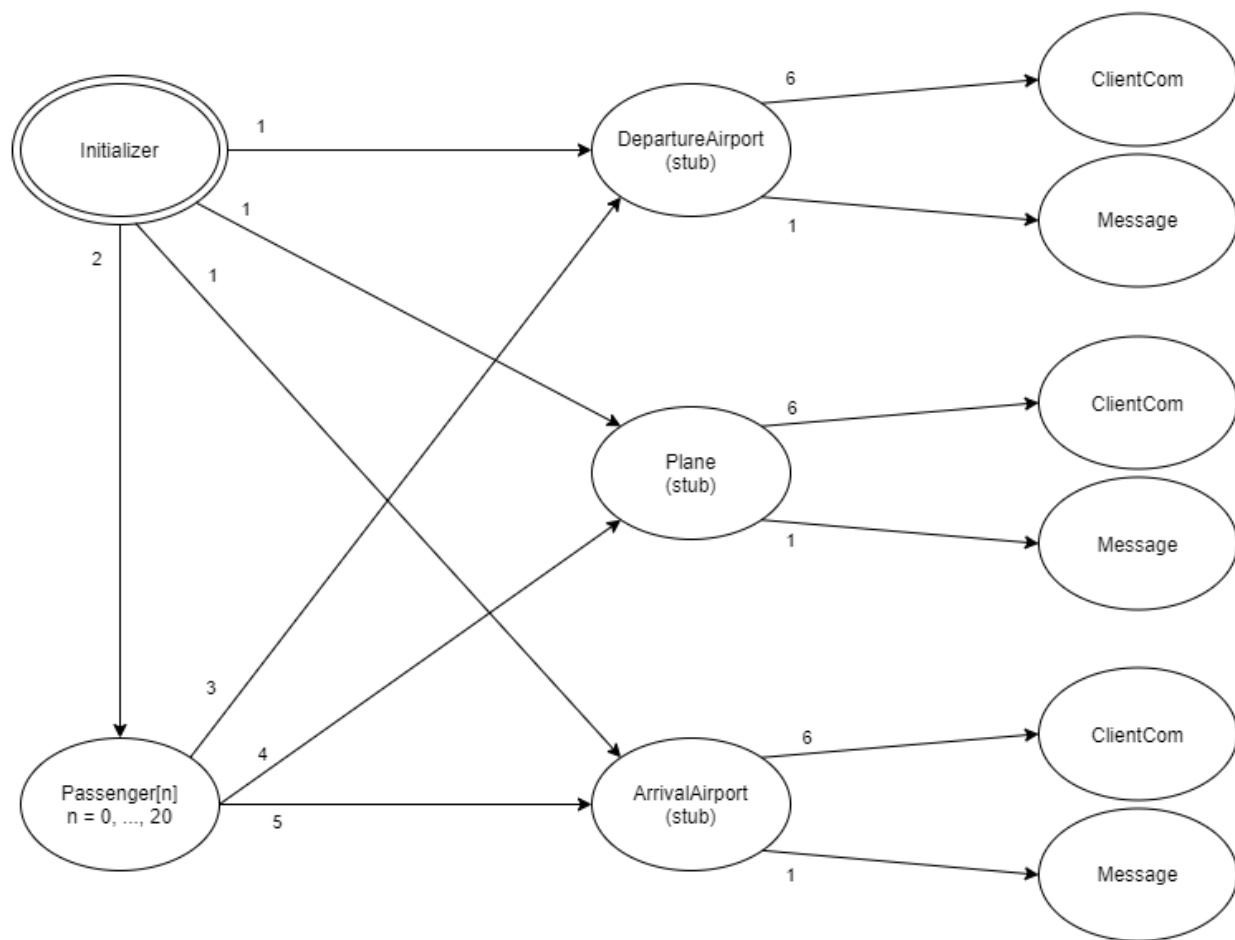 ClientCom
6
Initializer
1
DepartureAirport
(stub)
1
Message
1
2
1
ClientCom
6
Plane
(stub)
1
Message
3
4
5
ClientCom
6
Passenger[n]
n = 0, ..., 20
ArrivalAirport
(stub)
1
Message